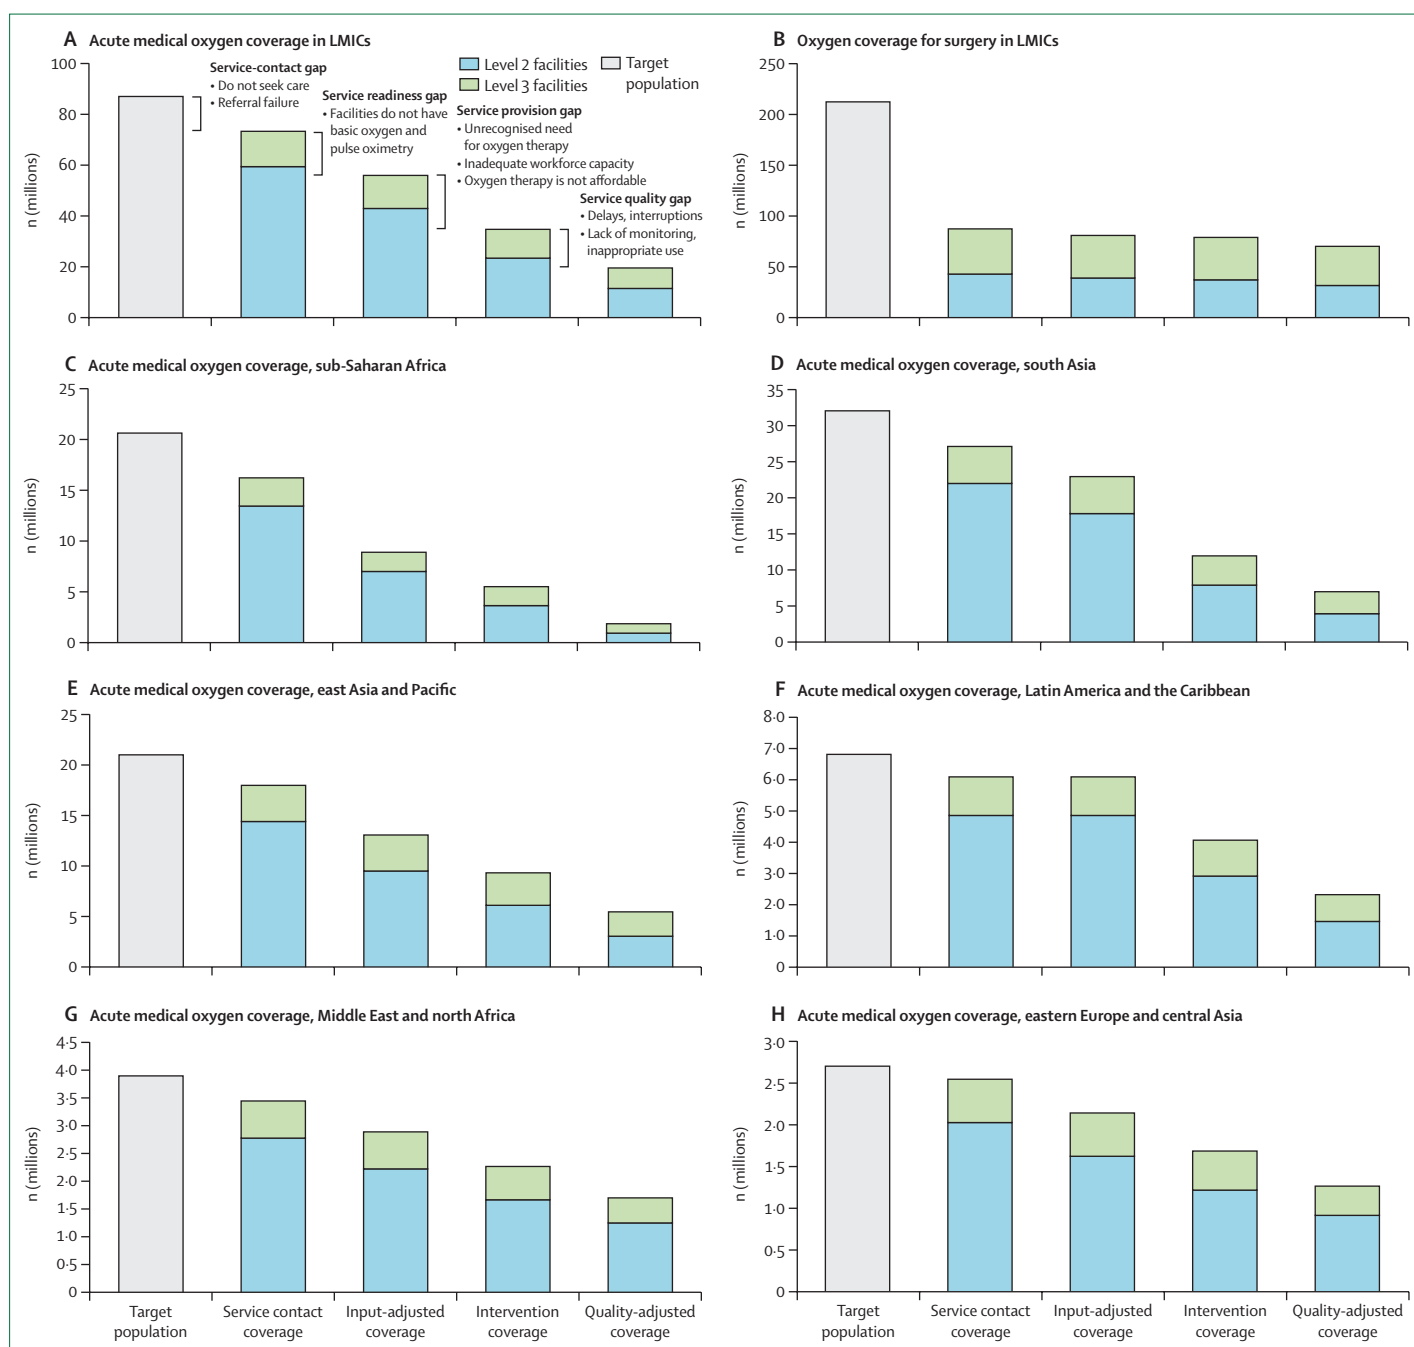 A Acute medical oxygen coverage in LMICs
n (millions)
100
80
60
40
20
0
Service-contact gap
• Do not seek care
• Referral failure
Service readiness gap
• Facilities do not have
basic oxygen and
pulse oximetry
Level 2 facilities
Level 3 facilities
Target
population
Service provision gap
• Unrecognised need
for oxygen therapy
• Inadequate workforce capacity
• Oxygen therapy is not affordable
Service quality gap
• Delays, interruptions
• Lack of monitoring,
inappropriate use
B Oxygen coverage for surgery in LMICs
n (millions)
250
200
150
100
50
0
C Acute medical oxygen coverage, sub-Saharan Africa
n (millions)
25
20
15
10
5
0
D Acute medical oxygen coverage, south Asia
n (millions)
35
30
25
20
15
10
5
0
E Acute medical oxygen coverage, east Asia and Pacific
n (millions)
25
20
15
10
5
0
F Acute medical oxygen coverage, Latin America and the Caribbean
n (millions)
8·0
7·0
6·0
5·0
4·0
3·0
2·0
1·0
0
G Acute medical oxygen coverage, Middle East and north Africa
n (millions)
4·5
4·0
3·5
3·0
2·5
2·0
1·5
1·0
0·5
0
Target
population
Service contact
coverage
Input-adjusted
coverage
Intervention
coverage
Quality-adjusted
coverage
H Acute medical oxygen coverage, eastern Europe and central Asia
n (millions)
3·0
2·5
2·0
1·5
1·0
0·5
0
Target
population
Service contact
coverage
Input-adjusted
coverage
Intervention
coverage
Quality-adjusted
coverage